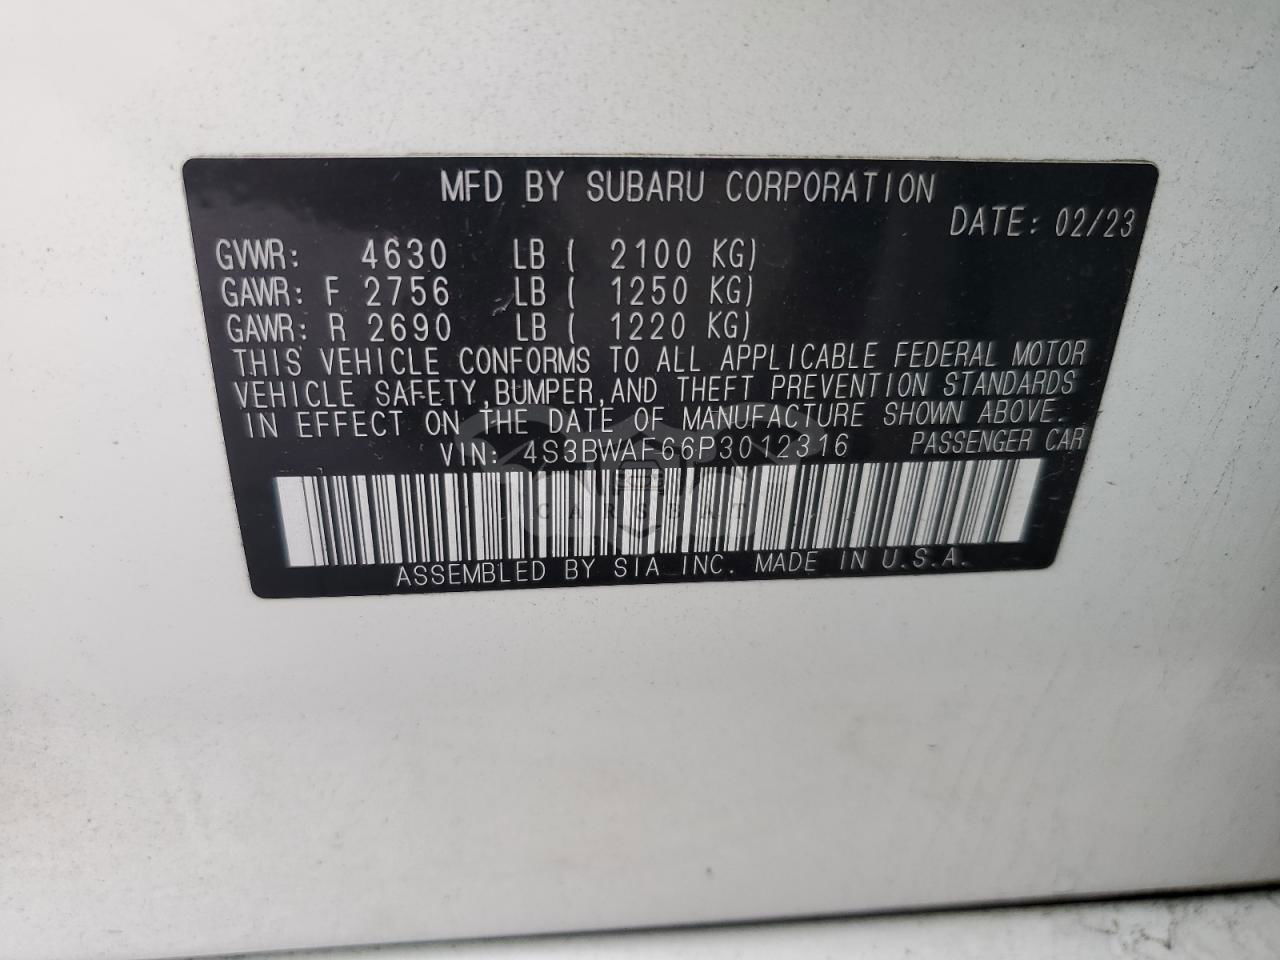 MFD BY SUBARU CORPORATION
DATE: 02/23
GVWR: 4630 LB ( 2100 KG)
GAWR: F 2756 LB ( 1250 KG)
GAWR: R 2690 LB ( 1220 KG)
THIS VEHICLE CONFORMS TO ALL APPLICABLE FEDERAL MOTOR
VEHICLE SAFETY, BUMPER, AND THEFT PREVENTION STANDARDS
IN EFFECT ON THE DATE OF MANUFACTURE SHOWN ABOVE.
VIN: 4S3BWAF66P3012316 PASSENGER CAR
CARSBAC
ASSEMBLED BY SIA INC. MADE IN U.S.A.